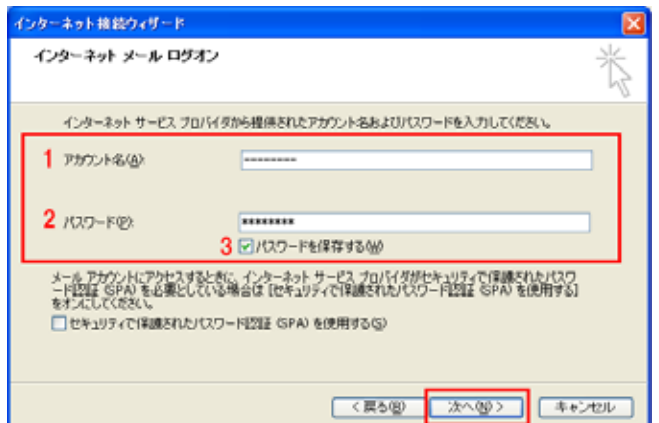 インターネット接続ウィザード
インターネット メール ログオン
インターネット サービス プロバイダから提供されたアカウント名およびパスワードを入力してください。
1 アカウント名(A): --------
2 パスワード(P): ********
3 パスワードを保存する(W)
メール アカウントにアクセスするときに、インターネット サービス プロバイダがセキュリティで保護されたパスワ
ード認証 (SPA) を必要としている場合は [セキュリティで保護されたパスワード認証 (SPA) を使用する]
をオンにしてください。
セキュリティで保護されたパスワード認証 (SPA) を使用する(S)
< 戻る(B) 次へ(N) > キャンセル